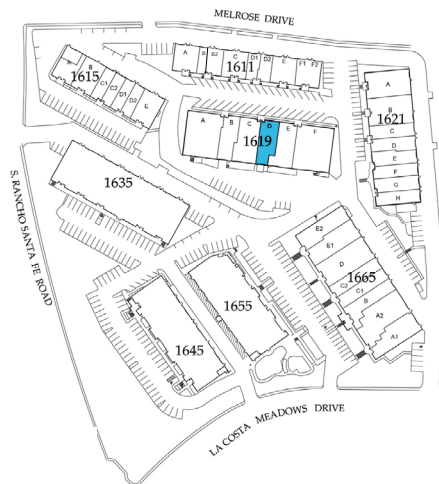 MELROSE DRIVE
A B B2 C D1 D2 E F1 F2
1611
A B C1 C2 D1 D2 E
1615
A B C D E F
1619
A B C D E F G H
1621
1635
S. RANCHO SANTA FE ROAD
E2 E1 D C2 C1 B A2 A1
1665
1655
1645
LA COSTA MEADOWS DRIVE